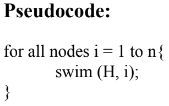 Pseudocode:
for all nodes i = 1 to n{
swim (H, i);
}